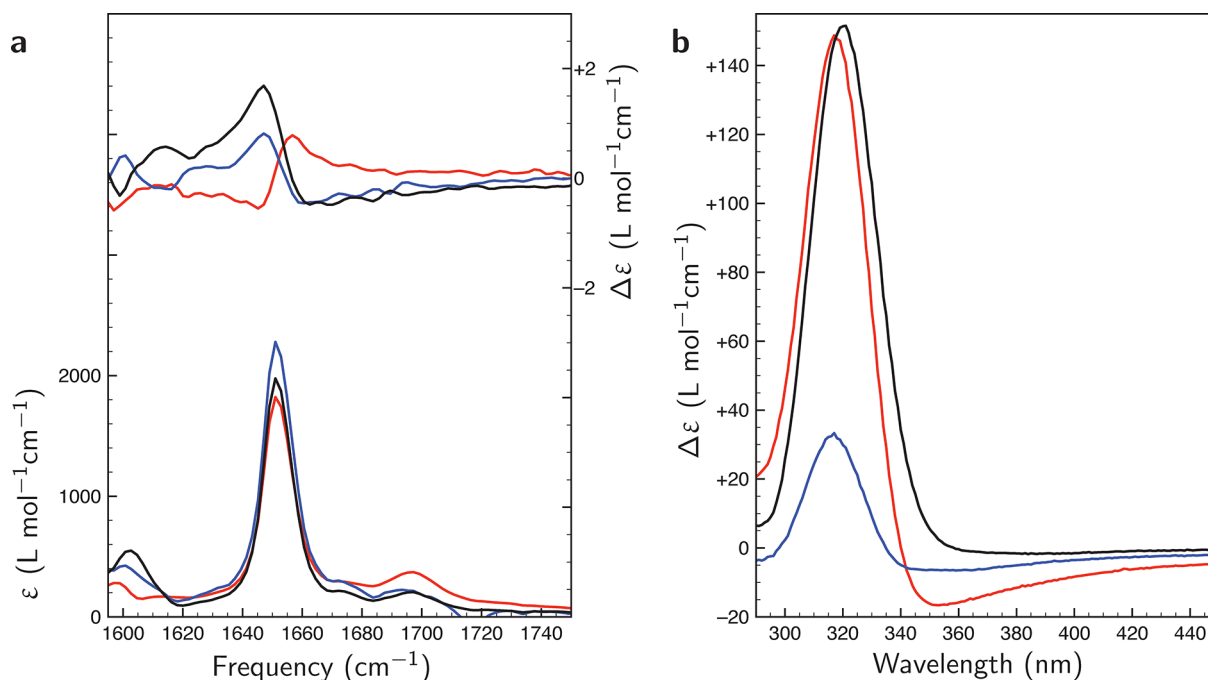 a
+2
0
−2
Δε (L mol−1cm−1)
2000
1000
0
ε (L mol−1cm−1)
1600 1620 1640 1660 1680 1700 1720 1740
Frequency (cm−1)
b
+140
+120
+100
+80
+60
+40
+20
0
−20
Δε (L mol−1cm−1)
300 320 340 360 380 400 420 440
Wavelength (nm)